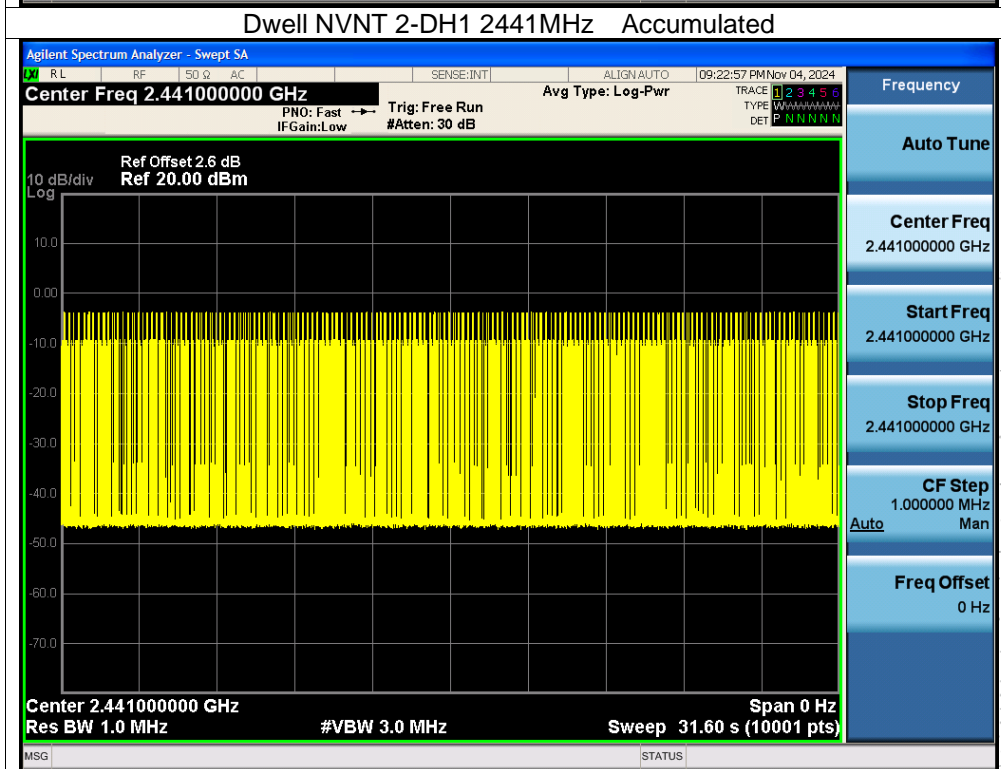 Dwell NVNT 2-DH1 2441MHz Accumulated
Agilent Spectrum Analyzer - Swept SA
LXI RL RF 50 Ω AC SENSE:INT ALIGN AUTO 09:22:57 PM Nov 04, 2024
Center Freq 2.441000000 GHz Avg Type: Log-Pwr TRACE 1 2 3 4 5 6
PNO: Fast Trig: Free Run TYPE WWWWWW
IFGain:Low #Atten: 30 dB DET P N N N N N
Frequency
Auto Tune
Center Freq
2.441000000 GHz
Start Freq
2.441000000 GHz
Stop Freq
2.441000000 GHz
CF Step
1.000000 MHz
Auto Man
Freq Offset
0 Hz
Ref Offset 2.6 dB
10 dB/div Ref 20.00 dBm
Log
10.0
0.00
-10.0
-20.0
-30.0
-40.0
-50.0
-60.0
-70.0
Center 2.441000000 GHz Span 0 Hz
Res BW 1.0 MHz #VBW 3.0 MHz Sweep 31.60 s (10001 pts)
MSG STATUS